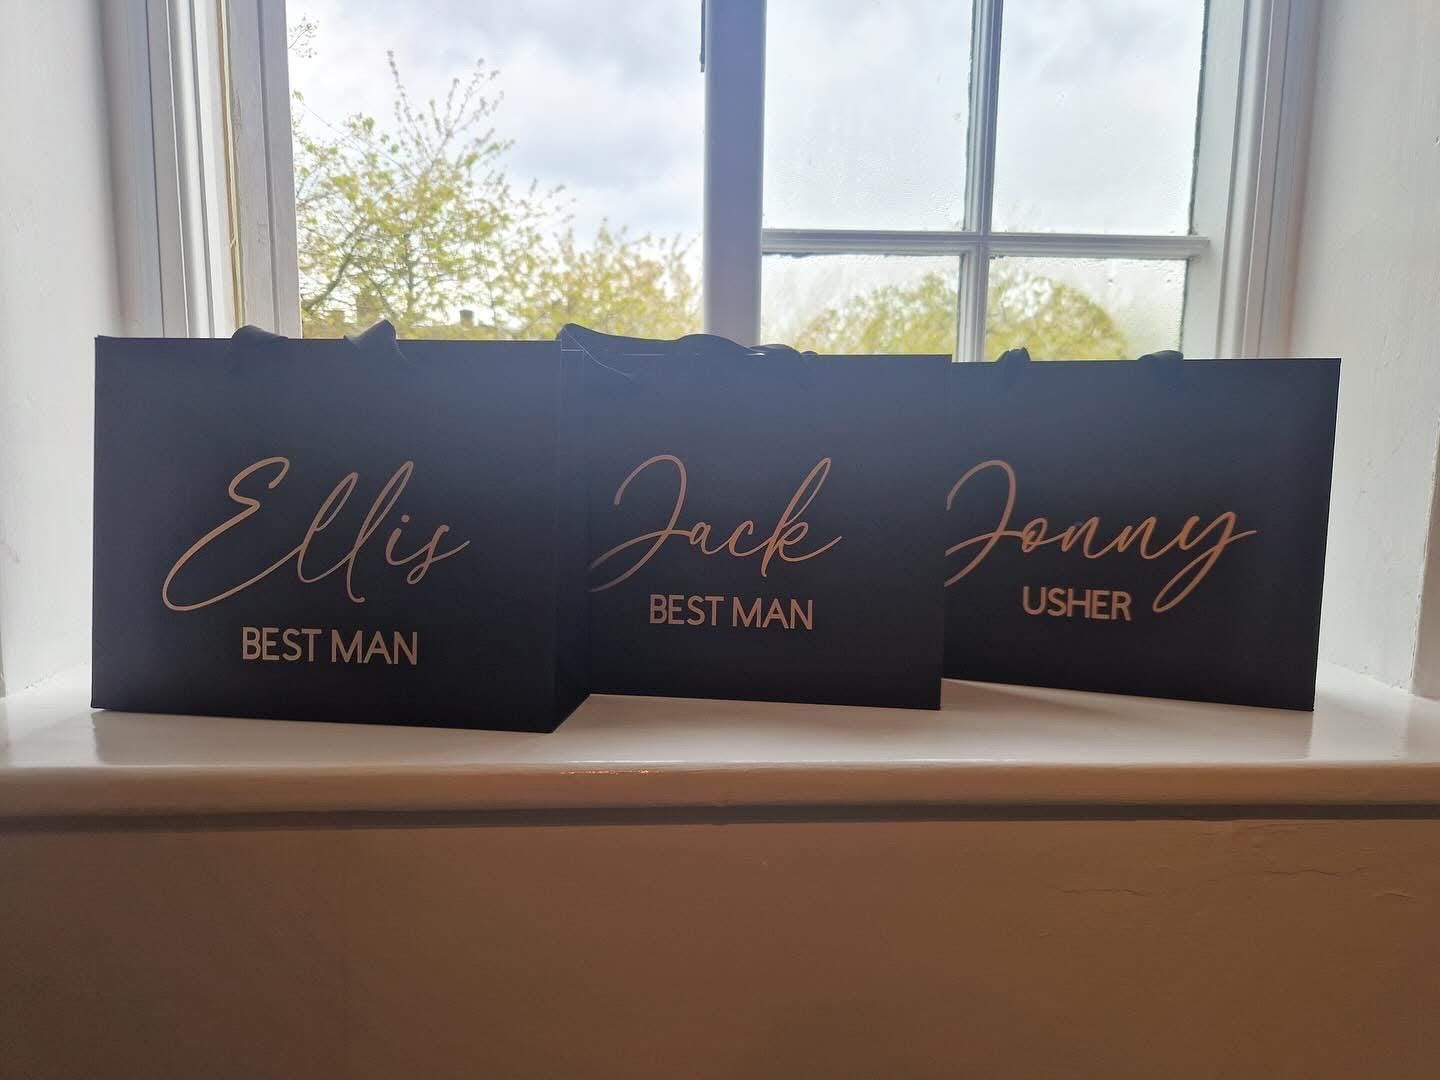 Ellis
BEST MAN
Jack
BEST MAN
Jonny
USHER